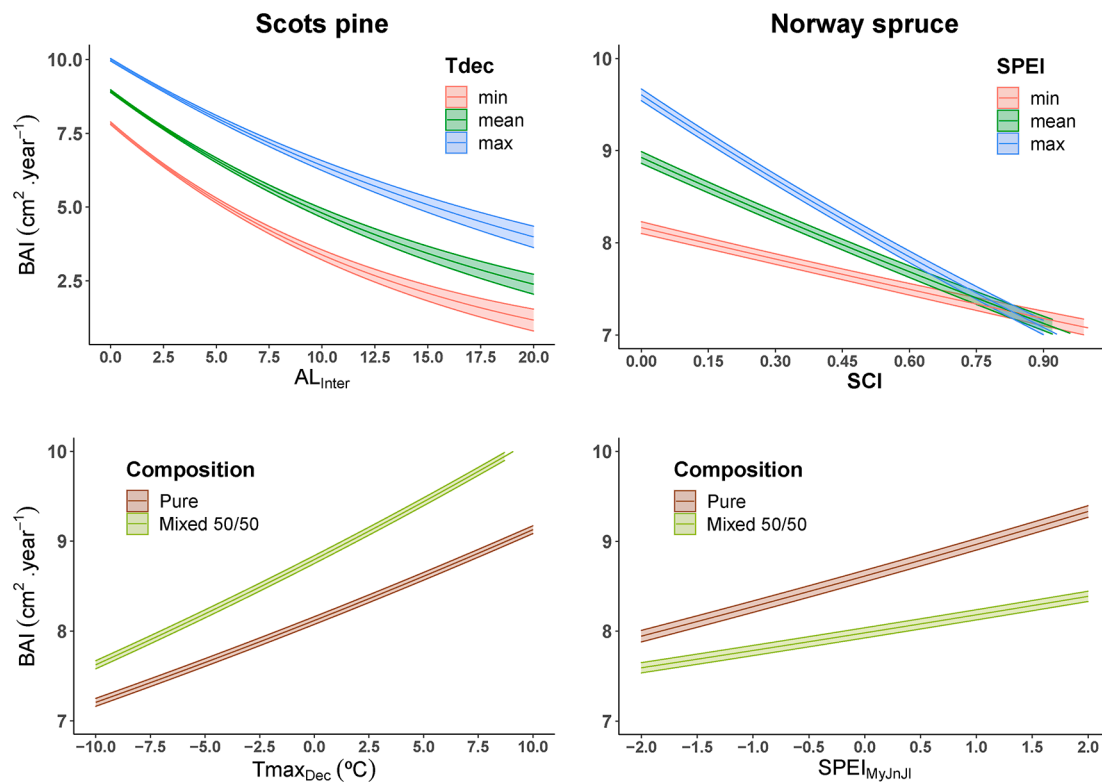 Scots pine
Norway spruce
BAI (cm² .year⁻¹)
10.0
7.5
5.0
2.5
Tdec
min
mean
max
0.0 2.5 5.0 7.5 10.0 12.5 15.0 17.5 20.0
AL_Inter
10
9
8
7
SPEI
min
mean
max
0.00 0.15 0.30 0.45 0.60 0.75 0.90
SCI
BAI (cm² .year⁻¹)
10
9
8
7
Composition
Pure
Mixed 50/50
−10.0 −7.5 −5.0 −2.5 0.0 2.5 5.0 7.5 10.0
Tmax_Dec (ºC)
10
9
8
7
Composition
Pure
Mixed 50/50
−2.0 −1.5 −1.0 −0.5 0.0 0.5 1.0 1.5 2.0
SPEI_MyJnJl